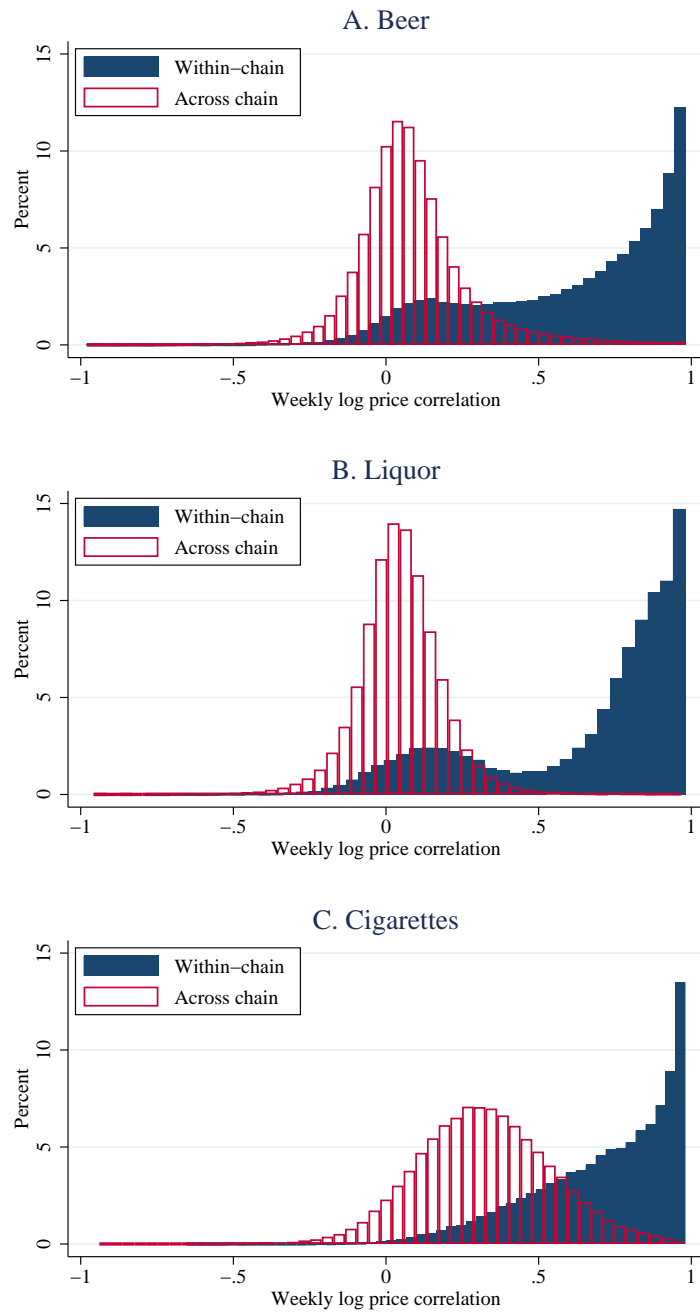 A. Beer
Within−chain
Across chain
Percent
15
10
5
0
−1
−.5
0
.5
1
Weekly log price correlation
B. Liquor
Within−chain
Across chain
Percent
15
10
5
0
−1
−.5
0
.5
1
Weekly log price correlation
C. Cigarettes
Within−chain
Across chain
Percent
15
10
5
0
−1
−.5
0
.5
1
Weekly log price correlation